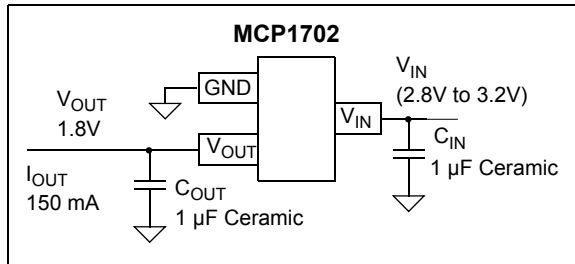 MCP1702
GND
V_OUT
V_IN
V_IN
(2.8V to 3.2V)
C_IN
1 µF Ceramic
V_OUT
1.8V
I_OUT
150 mA
C_OUT
1 µF Ceramic